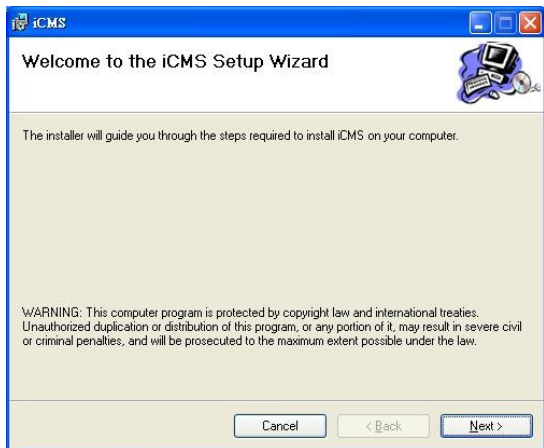 iCMS
Welcome to the iCMS Setup Wizard
The installer will guide you through the steps required to install iCMS on your computer.
WARNING: This computer program is protected by copyright law and international treaties.
Unauthorized duplication or distribution of this program, or any portion of it, may result in severe civil
or criminal penalties, and will be prosecuted to the maximum extent possible under the law.
Cancel
< Back
Next >